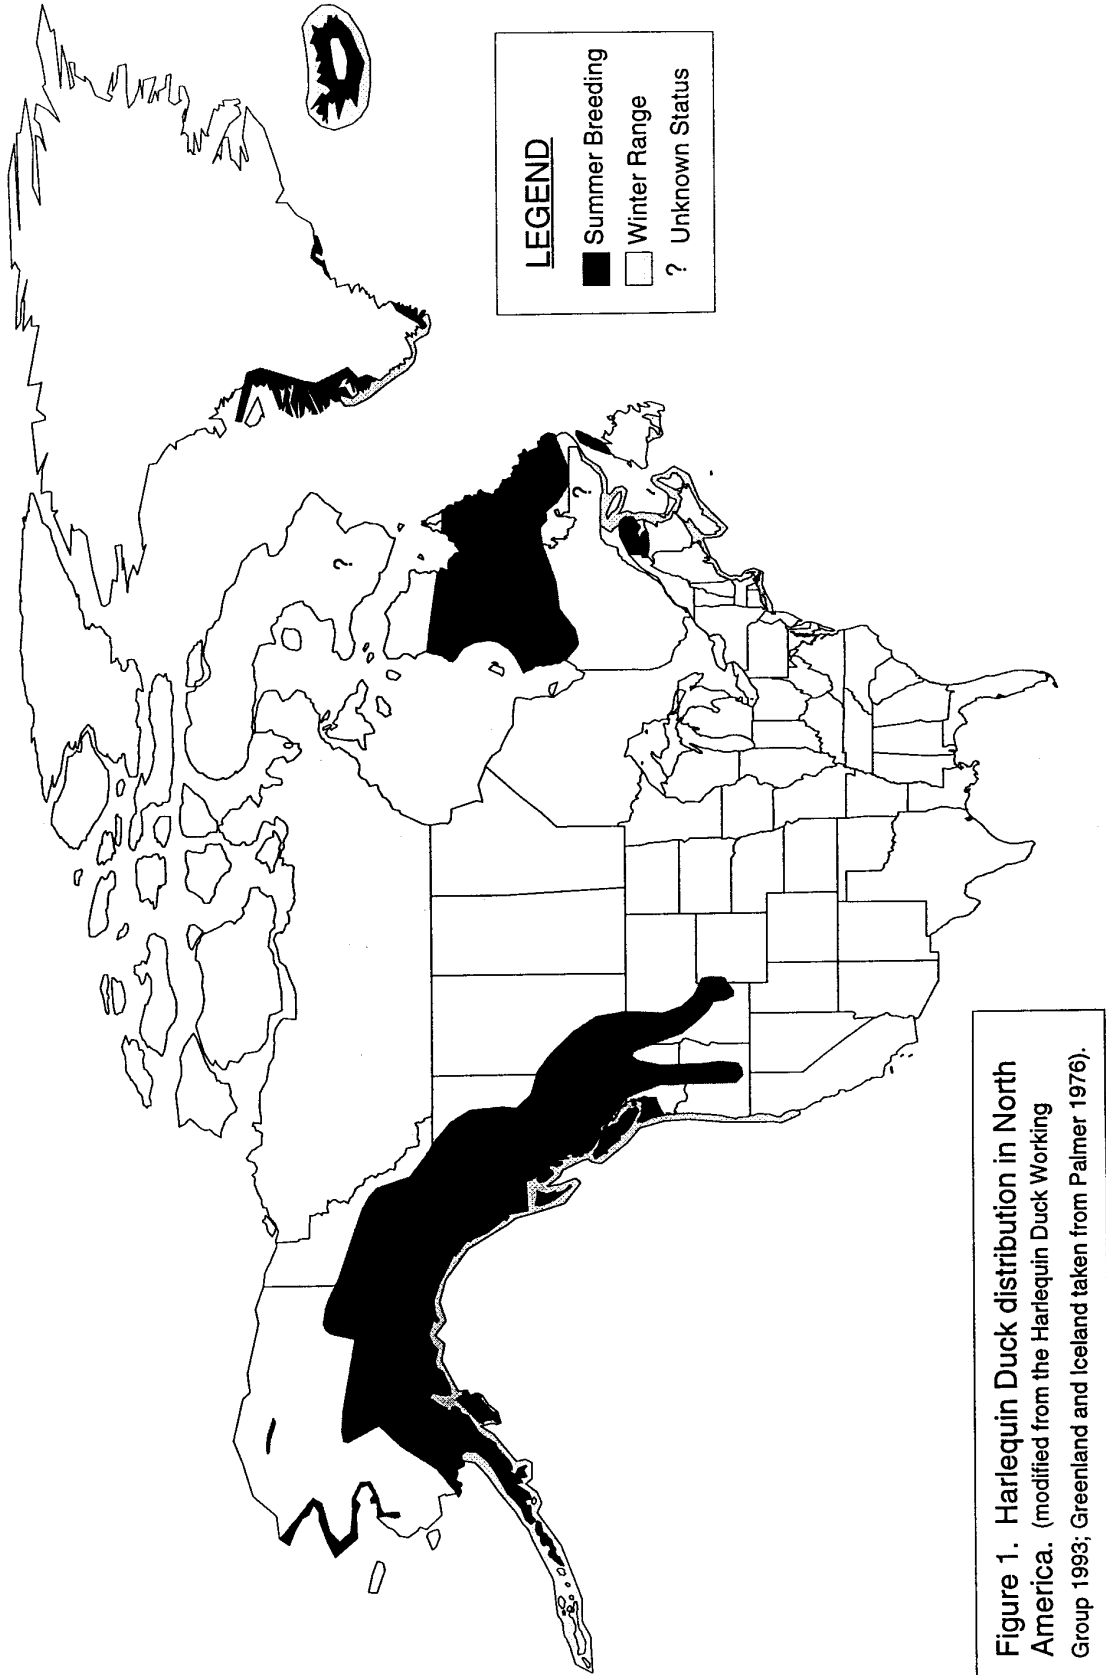 LEGEND
Summer Breeding
Winter Range
? Unknown Status
?
?
Figure 1. Harlequin Duck distribution in North
America. (modified from the Harlequin Duck Working
Group 1993; Greenland and Iceland taken from Palmer 1976).